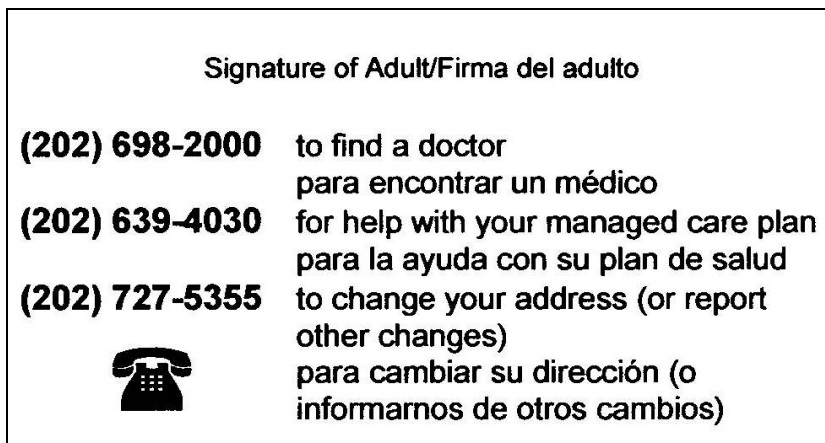 Signature of Adult/Firma del adulto
(202) 698-2000 to find a doctor
para encontrar un médico
(202) 639-4030 for help with your managed care plan
para la ayuda con su plan de salud
(202) 727-5355 to change your address (or report
other changes)
para cambiar su dirección (o
informarnos de otros cambios)